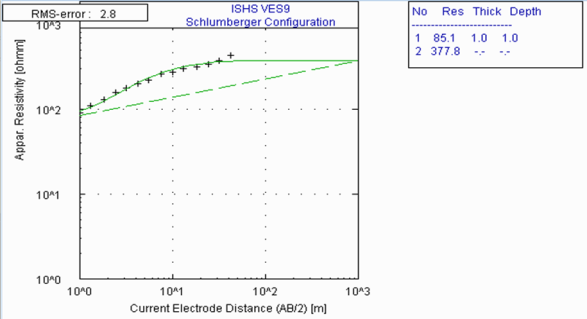 RMS-error : 2.8
ISHS VES9
Schlumberger Configuration
10^3
10^2
10^1
10^0
Appar. Resistivity [ohmm]
10^0 10^1 10^2 10^3
Current Electrode Distance (AB/2) [m]
No Res Thick Depth
------------------------
1 85.1 1.0 1.0
2 377.8 -.- -.-